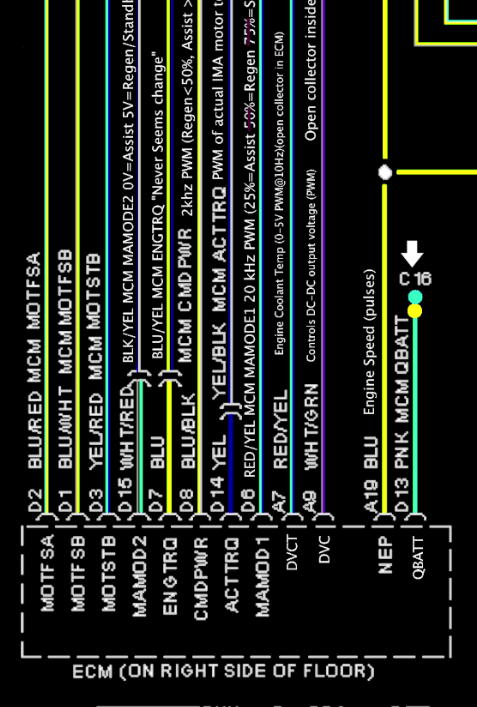 D2 BLU/RED MCM MOTFSA
D1 BLU/WHT MCM MOTFSB
D3 YEL/RED MCM MOTSTB
D15 WHT/RED BLK/YEL MCM MAMODE2 0V=Assist 5V=Regen/Standl
D7 BLU BLU/YEL MCM ENGTRQ "Never Seems change"
D8 BLU/BLK MCM CMDPWR 2khz PWM (Regen<50%, Assist >
D14 YEL YEL/BLK MCM ACTTRQ PWM of actual IMA motor to
D6 RED/YEL MCM MAMODE1 20 kHz PWM (25%=Assist 50%=Regen 75%=S
A7 RED/YEL Engine Coolant Temp (0-5V PWM@10Hz)(open collector in ECM)
A9 WHT/GRN Controls DC-DC output voltage (PWM) Open collector inside
A19 BLU Engine Speed (pulses)
D13 PNK MCM QBATT
C16
MOTFSA
MOTFSB
MOTSTB
MAMOD2
ENGTRQ
CMDPWR
ACTTRQ
MAMOD1
DVCT
DVC
NEP
QBATT
ECM (ON RIGHT SIDE OF FLOOR)